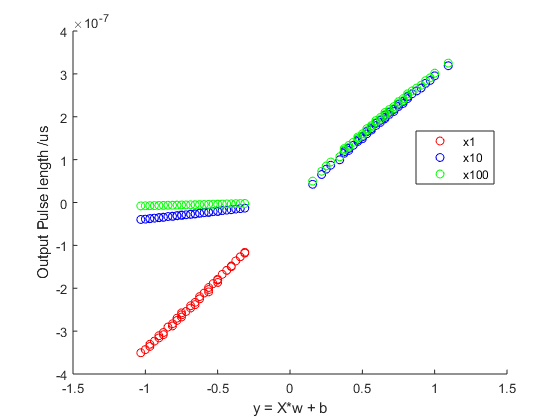 ×10⁻⁷
4
3
2
1
0
-1
-2
-3
-4
Output Pulse length /us
x1
x10
x100
-1.5 -1 -0.5 0 0.5 1 1.5
y = X*w + b